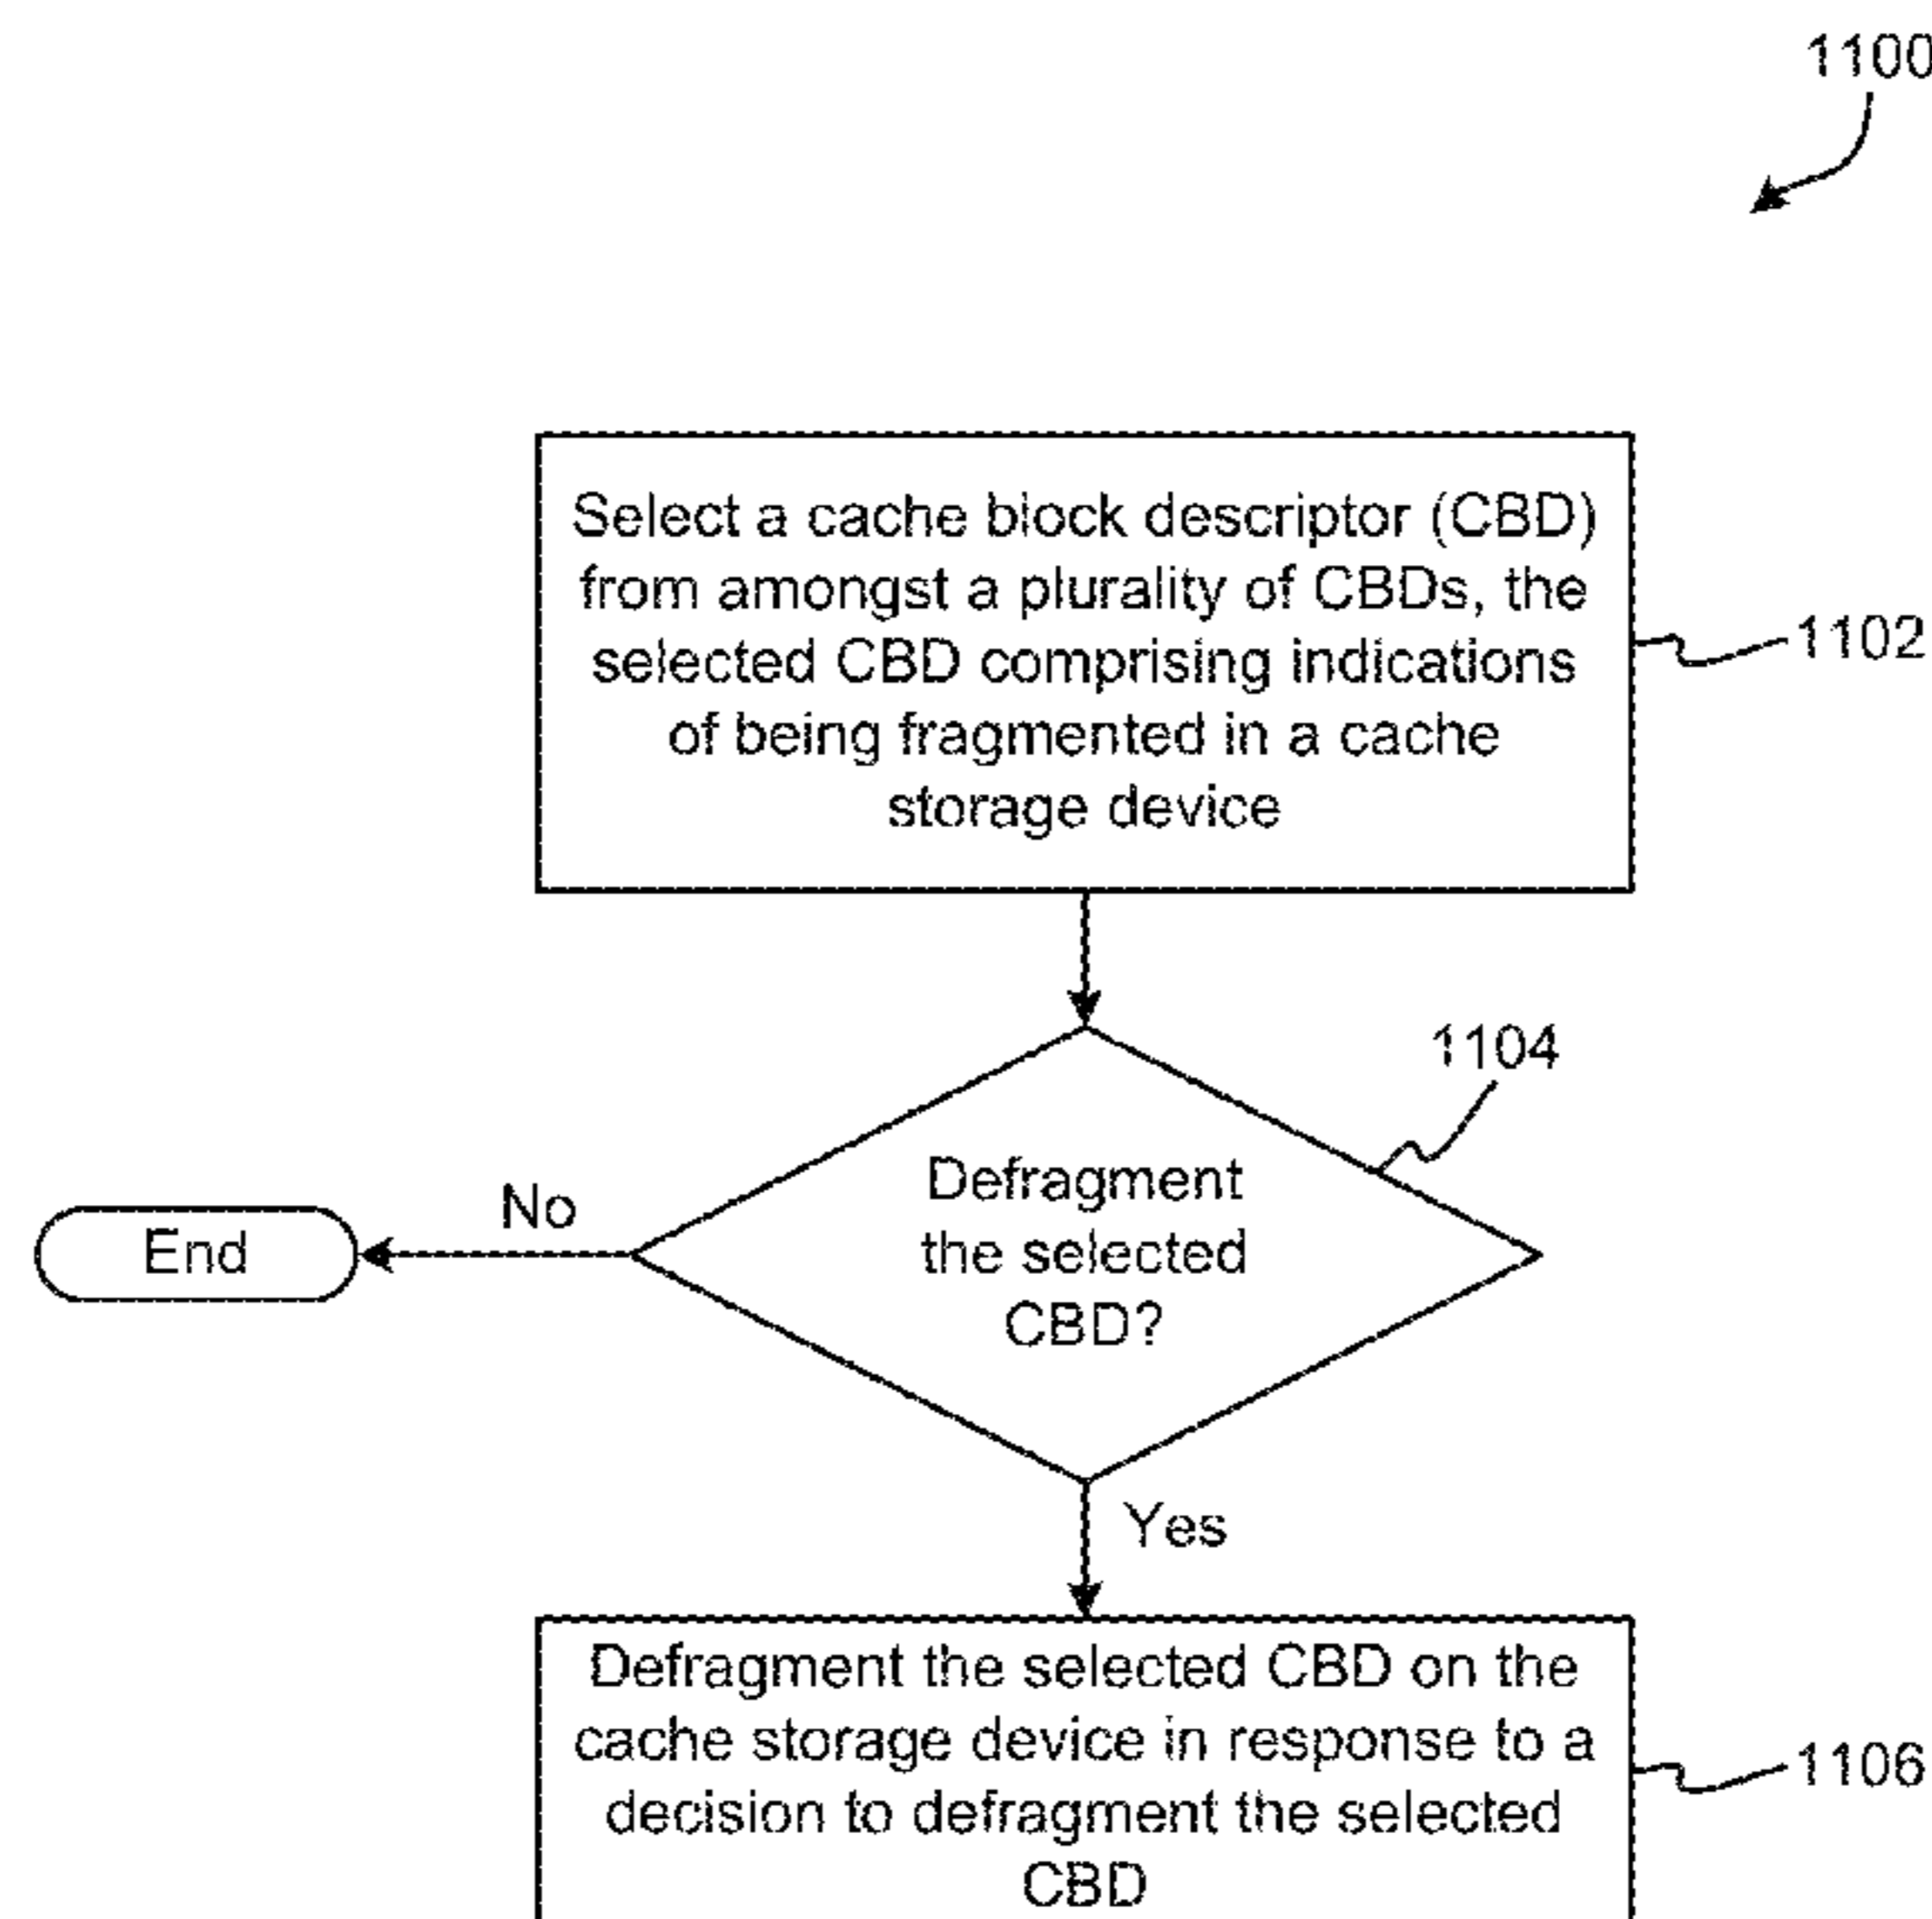 1100
Select a cache block descriptor (CBD)
from amongst a plurality of CBDs, the
selected CBD comprising indications
of being fragmented in a cache
storage device
1102
1104
Defragment
the selected
CBD?
No
End
Yes
Defragment the selected CBD on the
cache storage device in response to a
decision to defragment the selected
CBD
1106